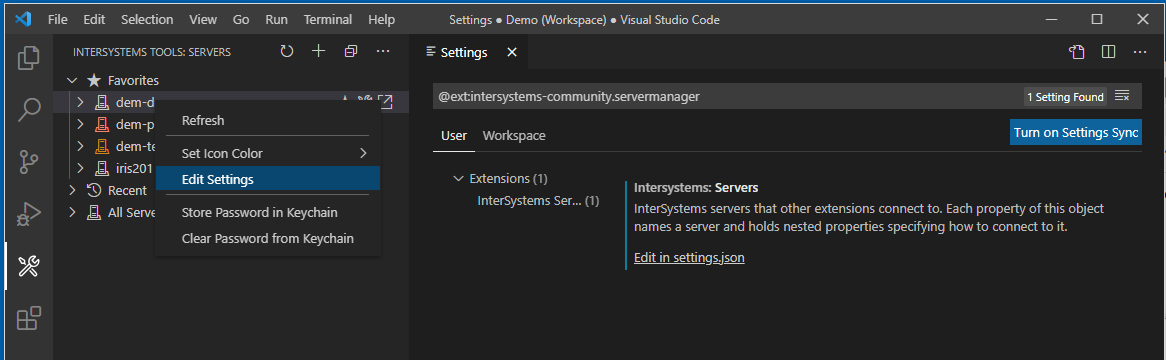 File Edit Selection View Go Run Terminal Help Settings ● Demo (Workspace) ● Visual Studio Code
INTERSYSTEMS TOOLS: SERVERS
Settings
Favorites
dem-d
dem-p
dem-te
iris201
Recent
All Serve
Refresh
Set Icon Color
Edit Settings
Store Password in Keychain
Clear Password from Keychain
@ext:intersystems-community.servermanager
1 Setting Found
User Workspace
Turn on Settings Sync
Extensions (1)
InterSystems Ser... (1)
Intersystems: Servers
InterSystems servers that other extensions connect to. Each property of this object
names a server and holds nested properties specifying how to connect to it.
Edit in settings.json